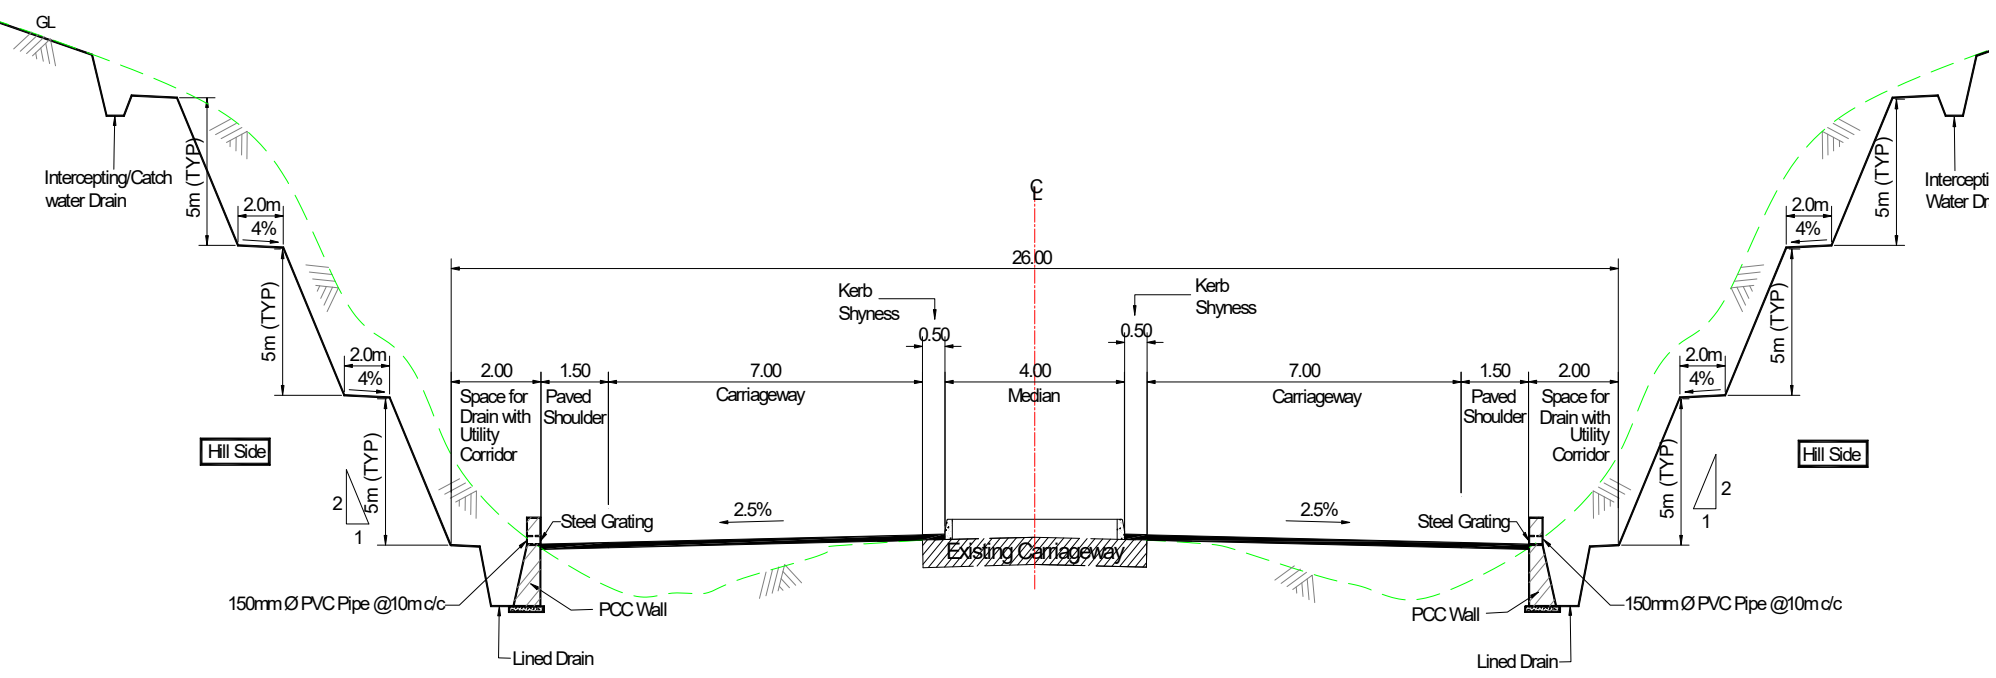 GL
Intercepting/Catch
water Drain
5m (TYP)
2.0m
4%
5m (TYP)
2.0m
4%
5m (TYP)
Hill Side
2
1
CL
26.00
Kerb
Shyness
0.50
Kerb
Shyness
0.50
2.00
1.50
7.00
4.00
7.00
1.50
2.00
Space for
Drain with
Utility
Corridor
Paved
Shoulder
Carriageway
Median
Carriageway
Paved
Shoulder
Space for
Drain with
Utility
Corridor
2.5%
2.5%
Steel Grating
Steel Grating
Existing Carriageway
150mm Ø PVC Pipe @10m c/c
PCC Wall
Lined Drain
PCC Wall
150mm Ø PVC Pipe @10m c/c
Lined Drain
Intercepti
Water Dr
5m (TYP)
2.0m
4%
5m (TYP)
2.0m
4%
5m (TYP)
Hill Side
2
1